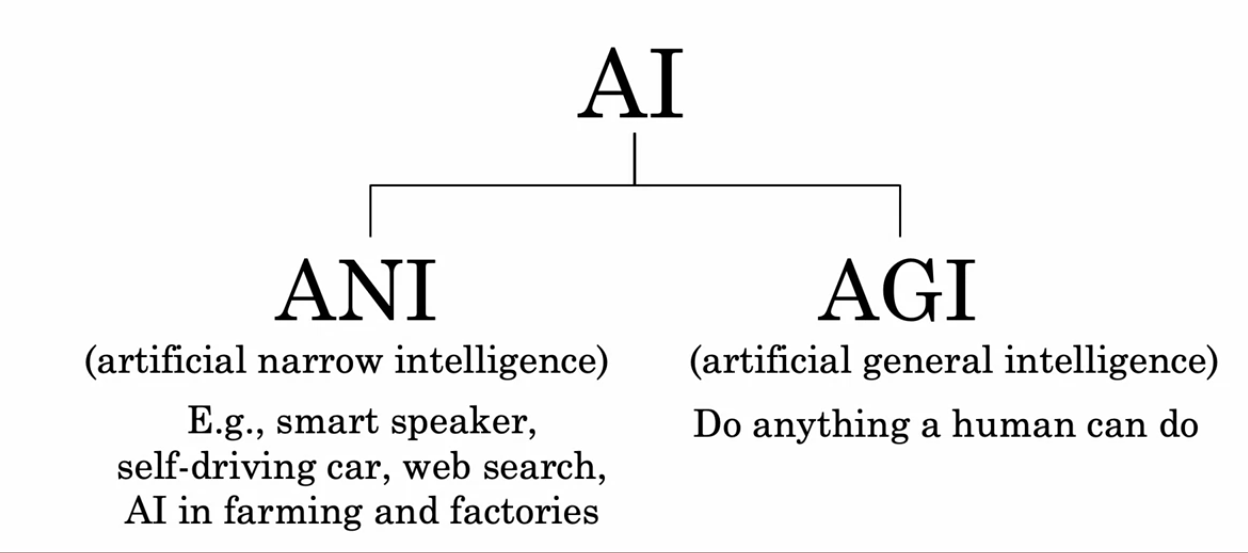 AI
ANI
(artificial narrow intelligence)
E.g., smart speaker,
self-driving car, web search,
AI in farming and factories
AGI
(artificial general intelligence)
Do anything a human can do